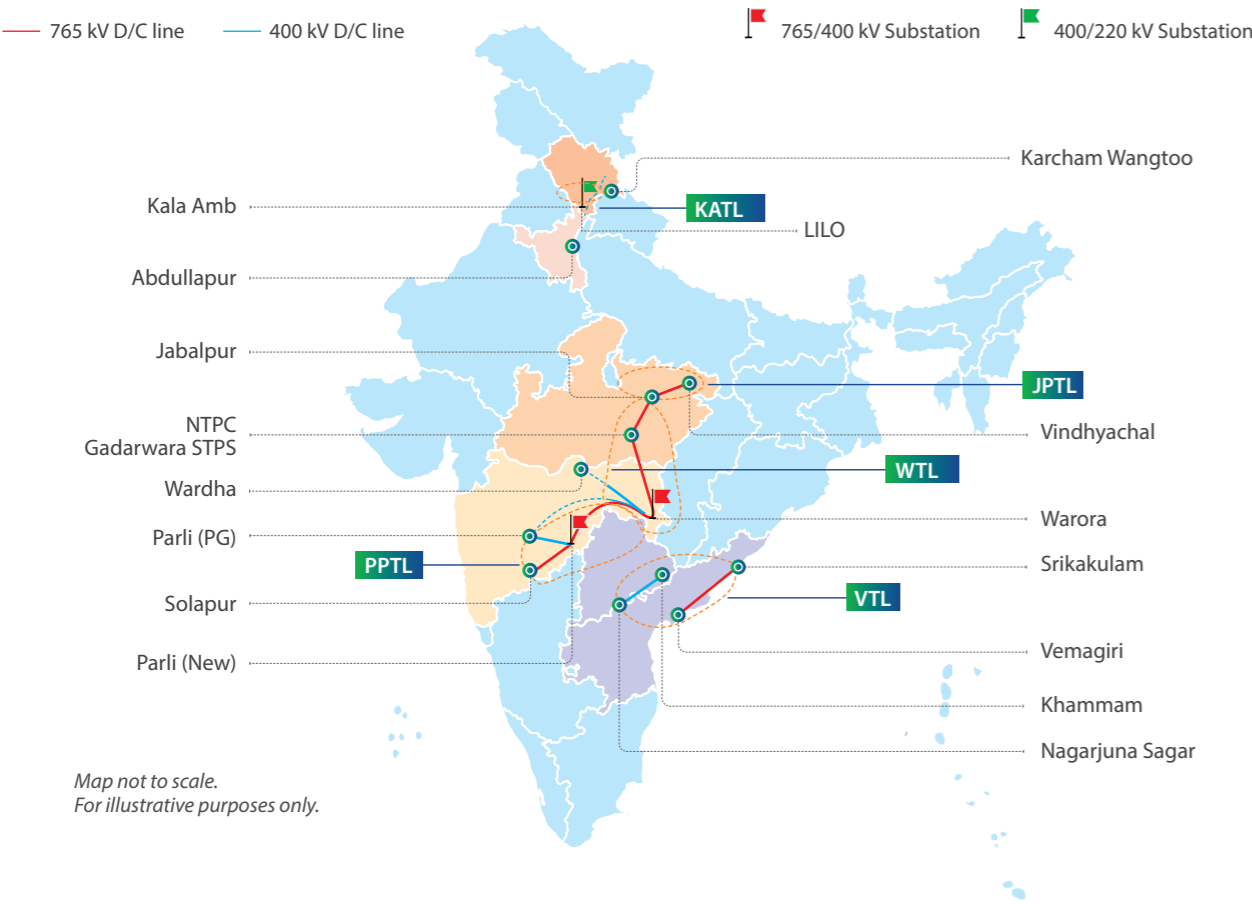 765 kV D/C line
400 kV D/C line
765/400 kV Substation
400/220 kV Substation
Karcham Wangtoo
Kala Amb
KATL
LILO
Abdullapur
Jabalpur
JPTL
NTPC
Gadarwara STPS
Vindhyachal
WTL
Wardha
Warora
Parli (PG)
PPTL
Srikakulam
Solapur
VTL
Parli (New)
Vemagiri
Khammam
Nagarjuna Sagar
Map not to scale.
For illustrative purposes only.